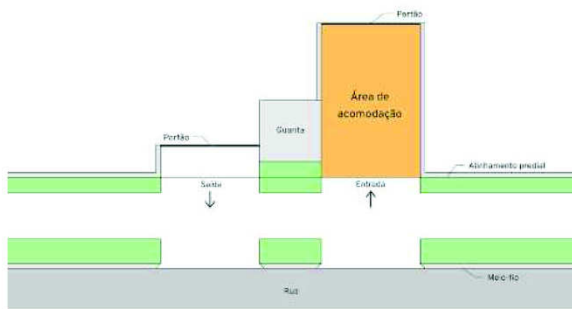 Portão
Área de
acomodação
Guarita
Portão
Alinhamento predial
Saída
Entrada
Meio-fio
Rua